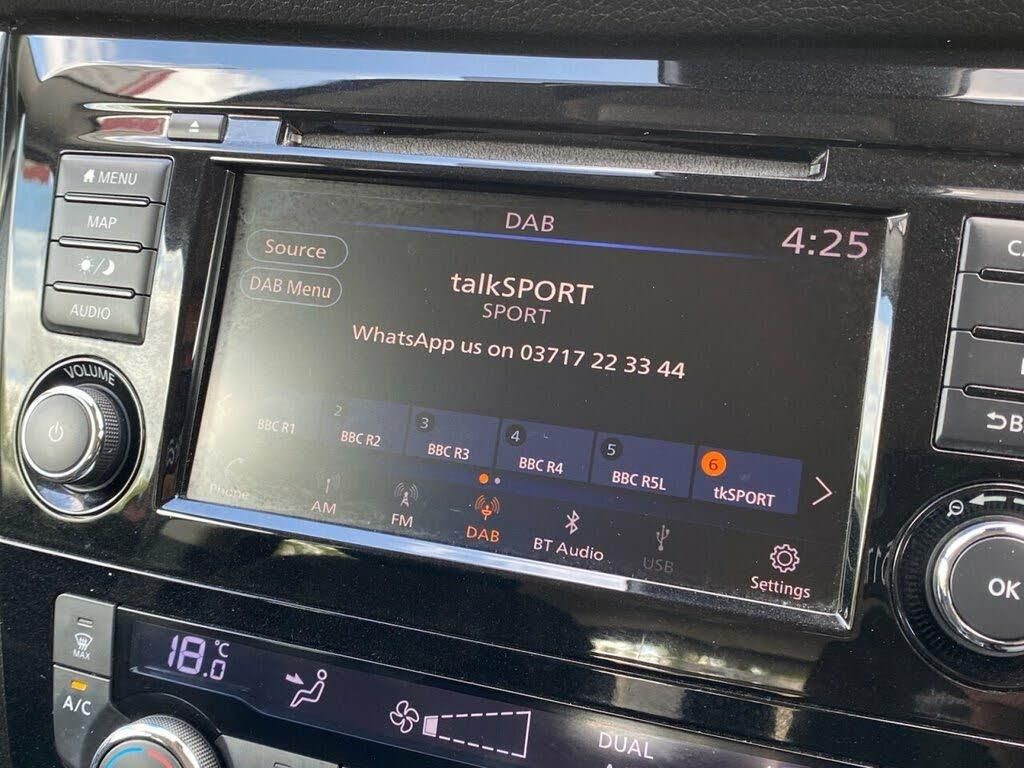 MENU
MAP
AUDIO
VOLUME
DAB
4:25
Source
DAB Menu
talkSPORT
SPORT
WhatsApp us on 03717 22 33 44
BBC R1
2
BBC R2
3
BBC R3
4
BBC R4
5
BBC R5L
6
tkSPORT
Phone
AM
FM
DAB
BT Audio
USB
Settings
OK
MAX
A/C
18.0 °C
DUAL